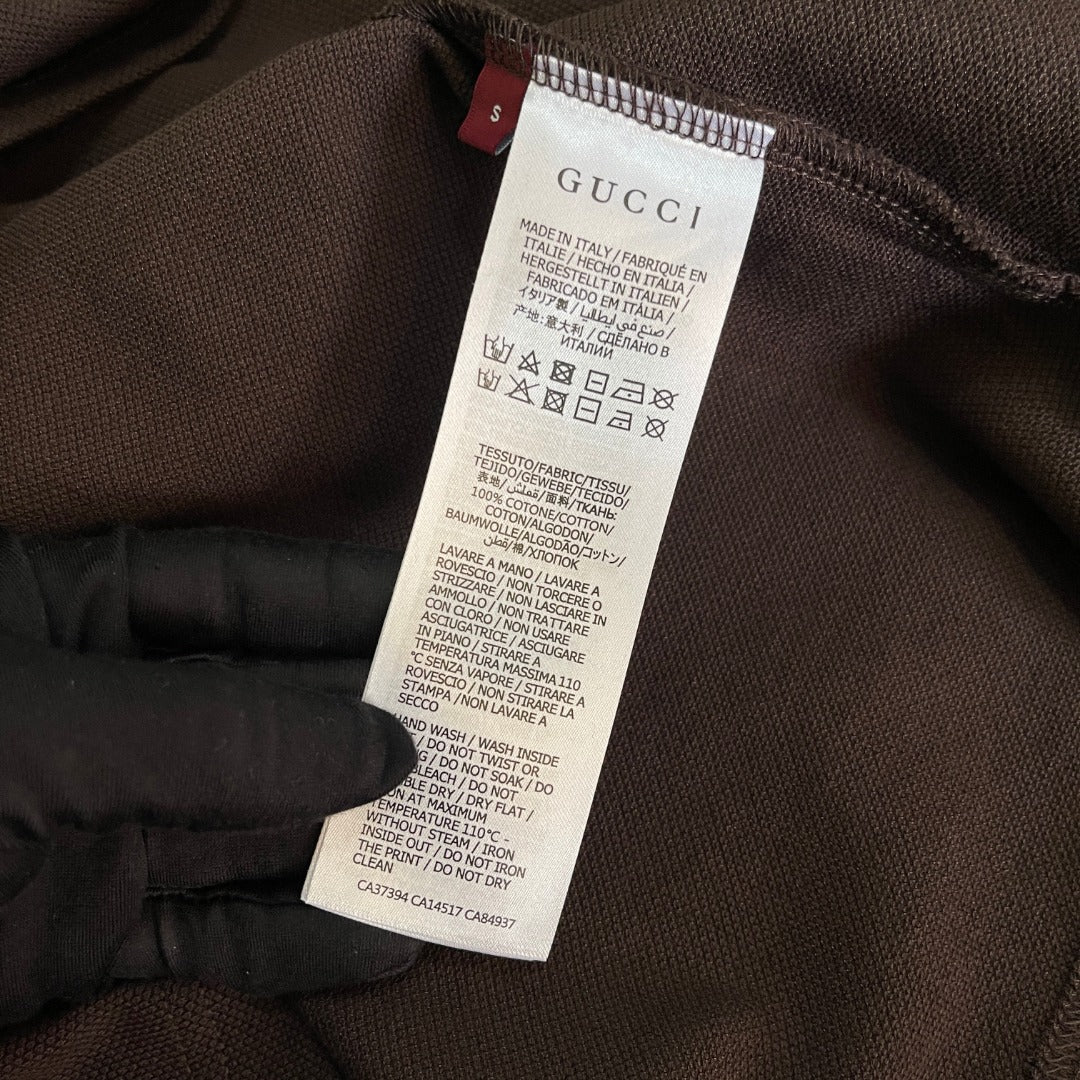 S
GUCCI
MADE IN ITALY / FABRIQUÉ EN
ITALIE / HECHO EN ITALIA /
HERGESTELLT IN ITALIEN /
FABRICADO EM ITÁLIA /
イタリア製 / صنع في إيطاليا /
产地: 意大利 / СДЕЛАНО В
ИТАЛИИ
TESSUTO/FABRIC/TISSU/
TEJIDO/GEWEBE/TECIDO/
表地/قماش/面料/ТКАНЬ:
100% COTONE/COTTON/
COTON/ALGODON/
BAUMWOLLE/ALGODÃO/コットン/
قطن/棉/ХЛОПОК
LAVARE A MANO / LAVARE A
ROVESCIO / NON TORCERE O
STRIZZARE / NON LASCIARE IN
AMMOLLO / NON TRATTARE
CON CLORO / NON USARE
ASCIUGATRICE / ASCIUGARE
IN PIANO / STIRARE A
TEMPERATURA MASSIMA 110
°C SENZA VAPORE / STIRARE A
ROVESCIO / NON STIRARE LA
STAMPA / NON LAVARE A
SECCO
HAND WASH / WASH INSIDE
/ DO NOT TWIST OR
/ DO NOT SOAK / DO
BLEACH / DO NOT
DRY / DRY FLAT /
AT MAXIMUM
TEMPERATURE 110°C -
WITHOUT STEAM / IRON
INSIDE OUT / DO NOT IRON
THE PRINT / DO NOT DRY
CLEAN
CA37394 CA14517 CA84937